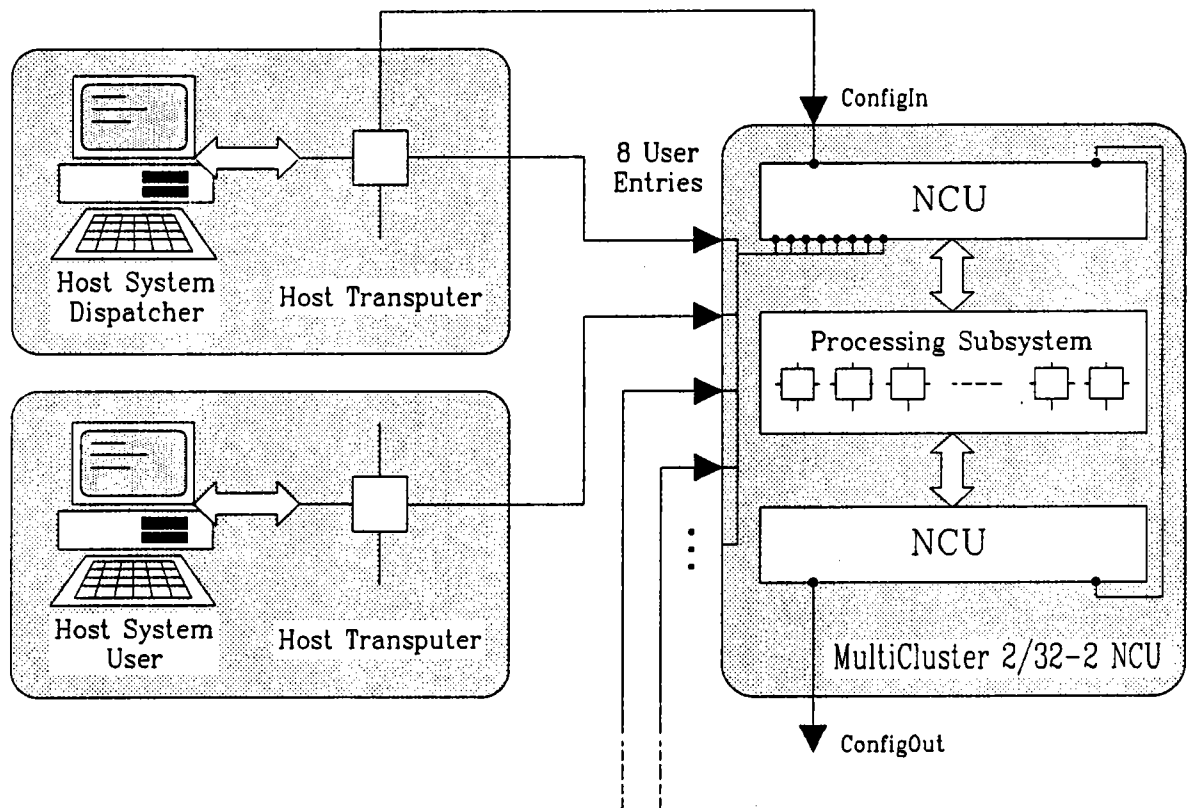 ConfigIn
8 User
Entries
NCU
Host System
Dispatcher
Host Transputer
Processing Subsystem
NCU
Host System
User
Host Transputer
MultiCluster 2/32-2 NCU
ConfigOut